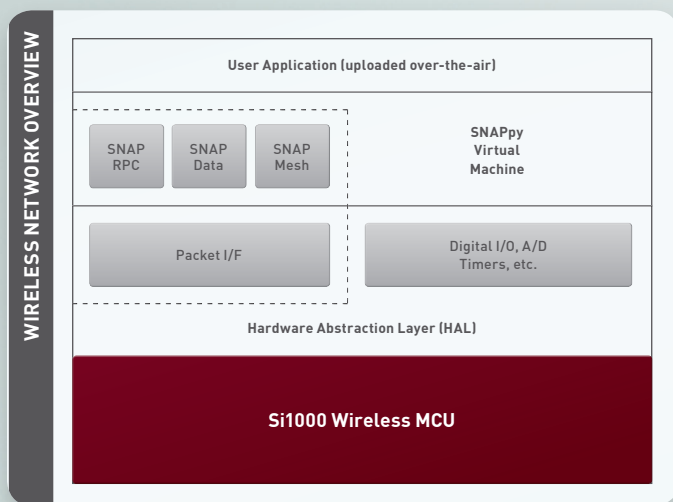 WIRELESS NETWORK OVERVIEW
User Application (uploaded over-the-air)
SNAP
RPC
SNAP
Data
SNAP
Mesh
SNAPpy
Virtual
Machine
Packet I/F
Digital I/O, A/D
Timers, etc.
Hardware Abstraction Layer (HAL)
Si1000 Wireless MCU